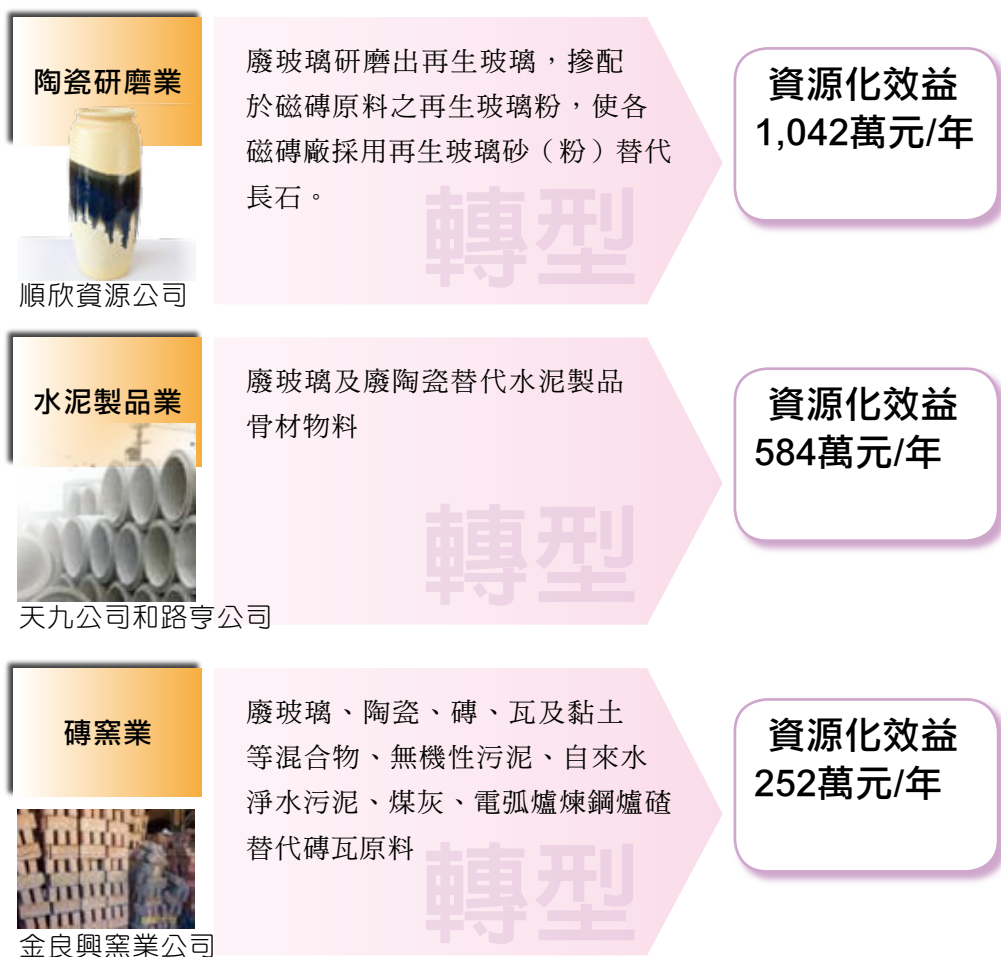 陶瓷研磨業
廢玻璃研磨出再生玻璃，摻配
於磁磚原料之再生玻璃粉，使各
磁磚廠採用再生玻璃砂（粉）替代
長石。
轉型
資源化效益
1,042萬元/年
順欣資源公司
水泥製品業
廢玻璃及廢陶瓷替代水泥製品
骨材物料
轉型
資源化效益
584萬元/年
天九公司和路亨公司
磚窯業
廢玻璃、陶瓷、磚、瓦及黏土
等混合物、無機性污泥、自來水
淨水污泥、煤灰、電弧爐煉鋼爐碴
替代磚瓦原料
轉型
資源化效益
252萬元/年
金良興窯業公司